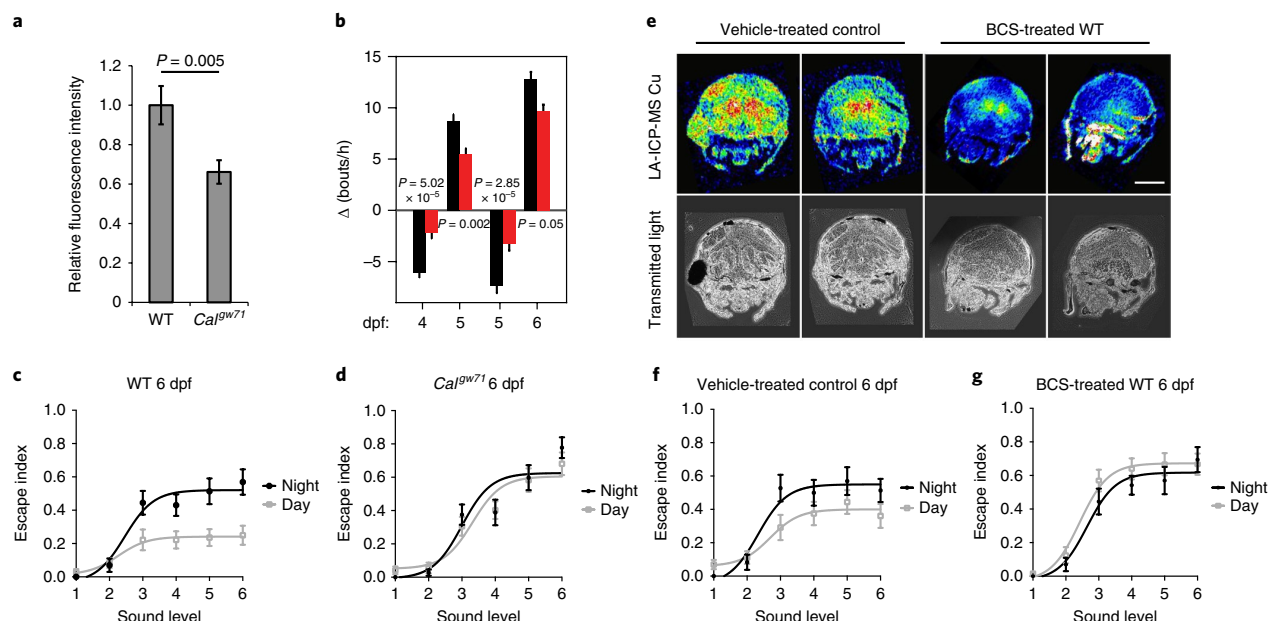 a
P = 0.005
Relative fluorescence intensity
1.2
1.0
0.8
0.6
0.4
0.2
0
WT
Cal^gw71
b
Δ (bouts/h)
15
10
5
0
–5
P = 5.02
× 10⁻⁵
P = 0.002
P = 2.85
× 10⁻⁵
P = 0.05
dpf:
4
5
5
6
e
Vehicle-treated control
BCS-treated WT
LA-ICP-MS Cu
Transmitted light
c
WT 6 dpf
Escape index
1.0
0.8
0.6
0.4
0.2
0.0
1 2 3 4 5 6
Sound level
Night
Day
d
Cal^gw71 6 dpf
Escape index
1.0
0.8
0.6
0.4
0.2
0.0
1 2 3 4 5 6
Sound level
Night
Day
f
Vehicle-treated control 6 dpf
Escape index
1.0
0.8
0.6
0.4
0.2
0.0
1 2 3 4 5 6
Sound level
Night
Day
g
BCS-treated WT 6 dpf
Escape index
1.0
0.8
0.6
0.4
0.2
0.0
1 2 3 4 5 6
Sound level
Night
Day